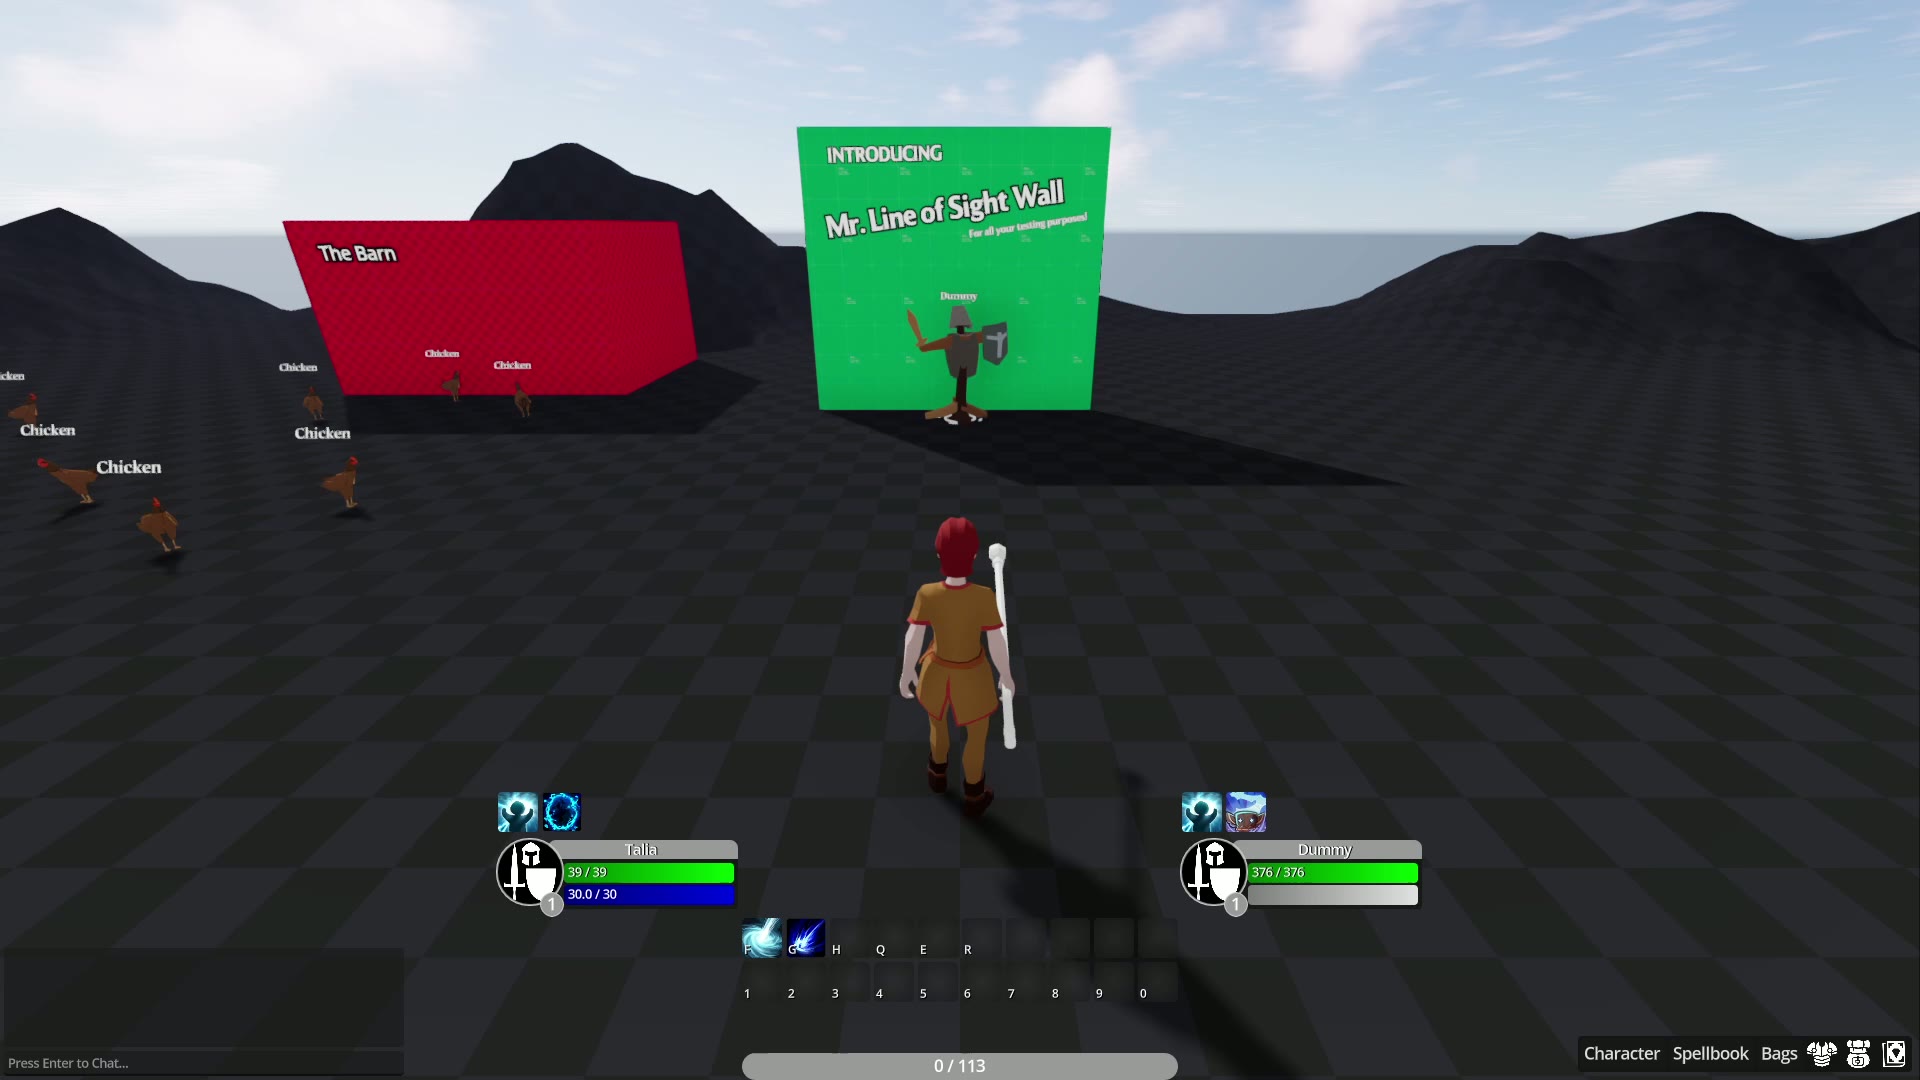 INTRODUCING
Mr. Line of Sight Wall
For all your testing purposes!
The Barn
Dummy
Chicken
Chicken
Chicken
cken
Chicken
Chicken
Chicken
Talia
39 / 39
30.0 / 30
1
Dummy
376 / 376
1
F G H Q E R
1 2 3 4 5 6 7 8 9 0
Press Enter to Chat...
0 / 113
Character Spellbook Bags